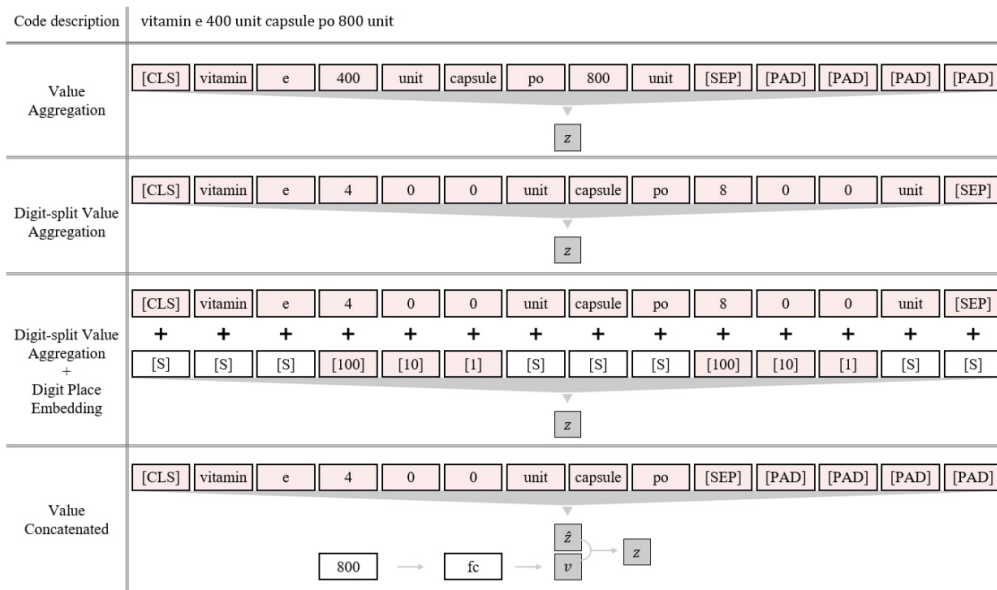 Code description vitamin e 400 unit capsule po 800 unit
Value
Aggregation
[CLS] vitamin e 400 unit capsule po 800 unit [SEP] [PAD] [PAD] [PAD] [PAD]
z
Digit-split Value
Aggregation
[CLS] vitamin e 4 0 0 unit capsule po 8 0 0 unit [SEP]
z
Digit-split Value
Aggregation
+
Digit Place
Embedding
[CLS] vitamin e 4 0 0 unit capsule po 8 0 0 unit [SEP]
+ + + + + + + + + + + + + +
[S] [S] [S] [100] [10] [1] [S] [S] [S] [100] [10] [1] [S] [S]
z
Value
Concatenated
[CLS] vitamin e 4 0 0 unit capsule po [SEP] [PAD] [PAD] [PAD] [PAD]
ẑ
z
800 fc v